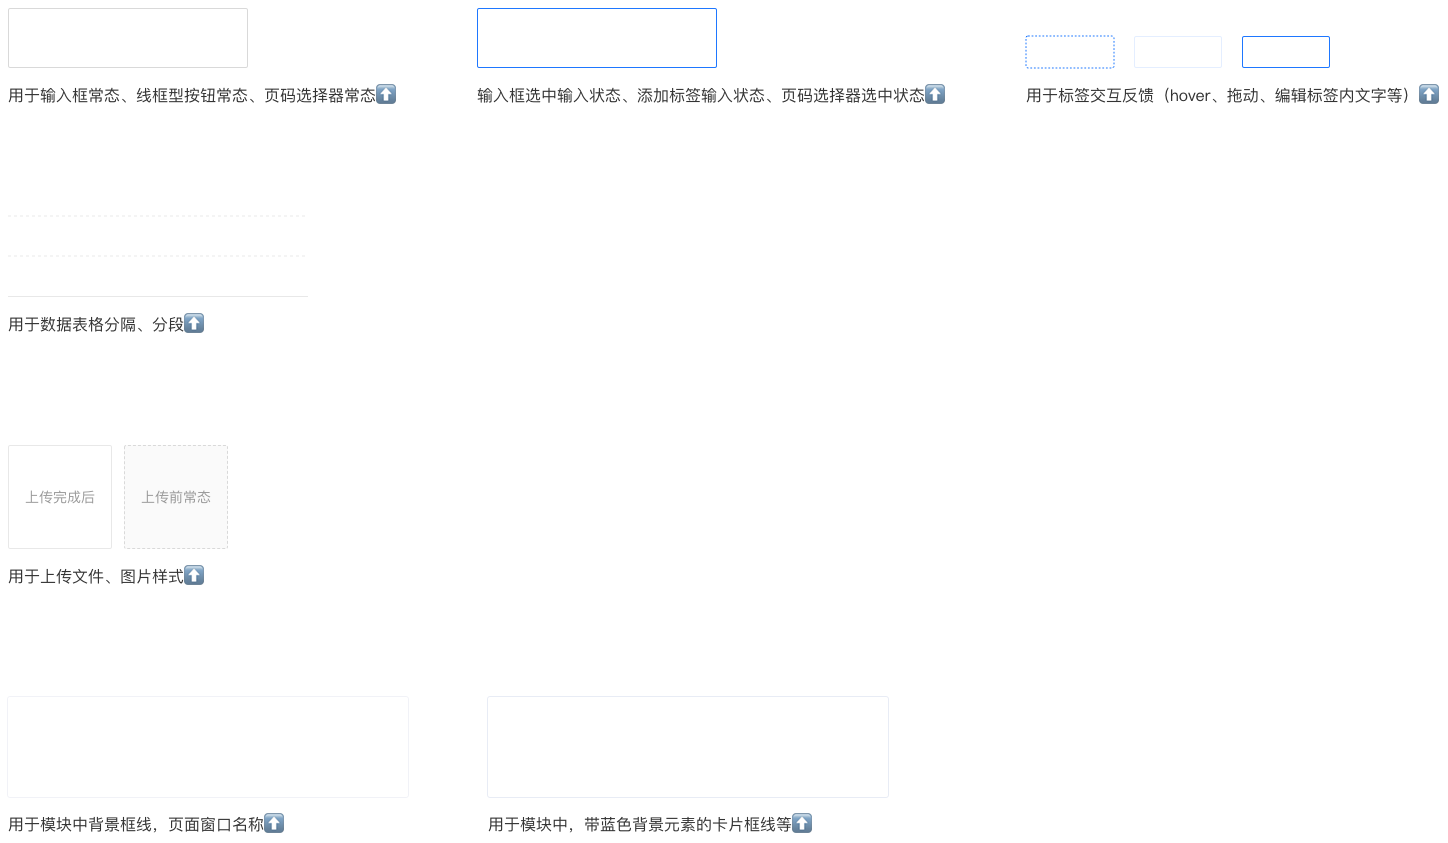 用于输入框常态、线框型按钮常态、页码选择器常态⬆️
输入框选中输入状态、添加标签输入状态、页码选择器选中状态⬆️
用于标签交互反馈（hover、拖动、编辑标签内文字等）⬆️
用于数据表格分隔、分段⬆️
上传完成后
上传前常态
用于上传文件、图片样式⬆️
用于模块中背景框线，页面窗口名称⬆️
用于模块中，带蓝色背景元素的卡片框线等⬆️